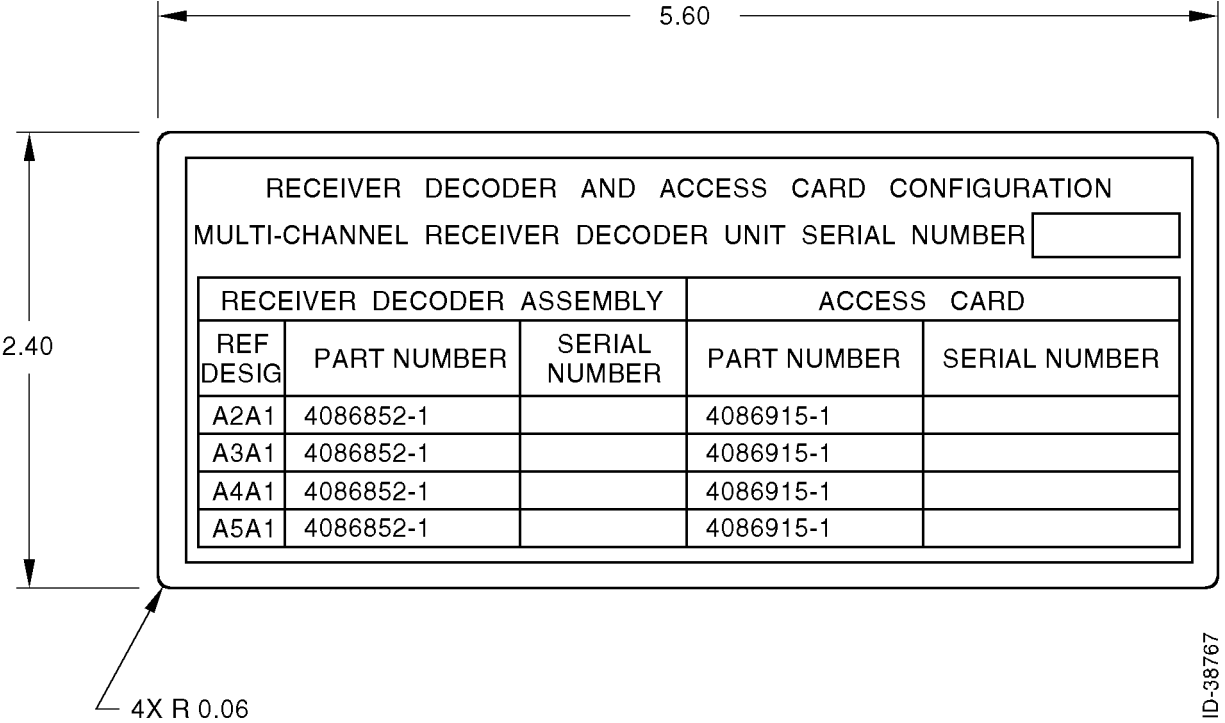 5.60
RECEIVER DECODER AND ACCESS CARD CONFIGURATION
MULTI-CHANNEL RECEIVER DECODER UNIT SERIAL NUMBER
RECEIVER DECODER ASSEMBLY ACCESS CARD
REF DESIG PART NUMBER SERIAL NUMBER PART NUMBER SERIAL NUMBER
A2A1 4086852-1 4086915-1
A3A1 4086852-1 4086915-1
A4A1 4086852-1 4086915-1
A5A1 4086852-1 4086915-1
2.40
4X R 0.06
ID-38767